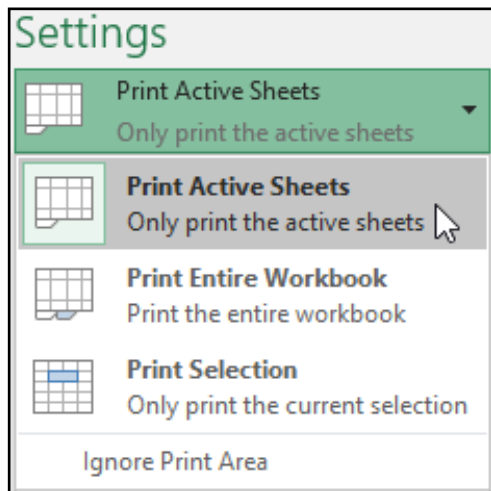 Settings
Print Active Sheets
Only print the active sheets
Print Active Sheets
Only print the active sheets
Print Entire Workbook
Print the entire workbook
Print Selection
Only print the current selection
Ignore Print Area